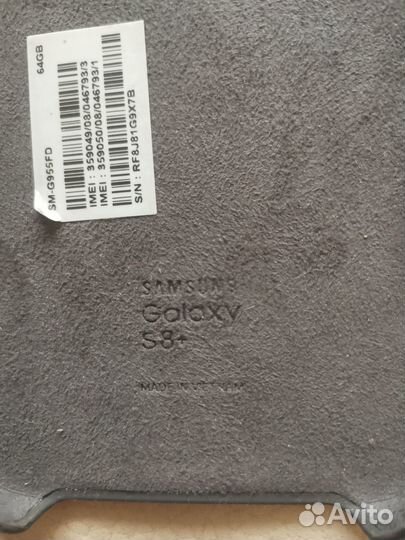 64GB
SM-G955FD
IMEI : 359049/08/046793/3
IMEI : 359050/08/046793/1
S/N : RF8J81G9X7B
SAMSUNG
Galaxy
S8+
MADE IN VIETNAM
Avito